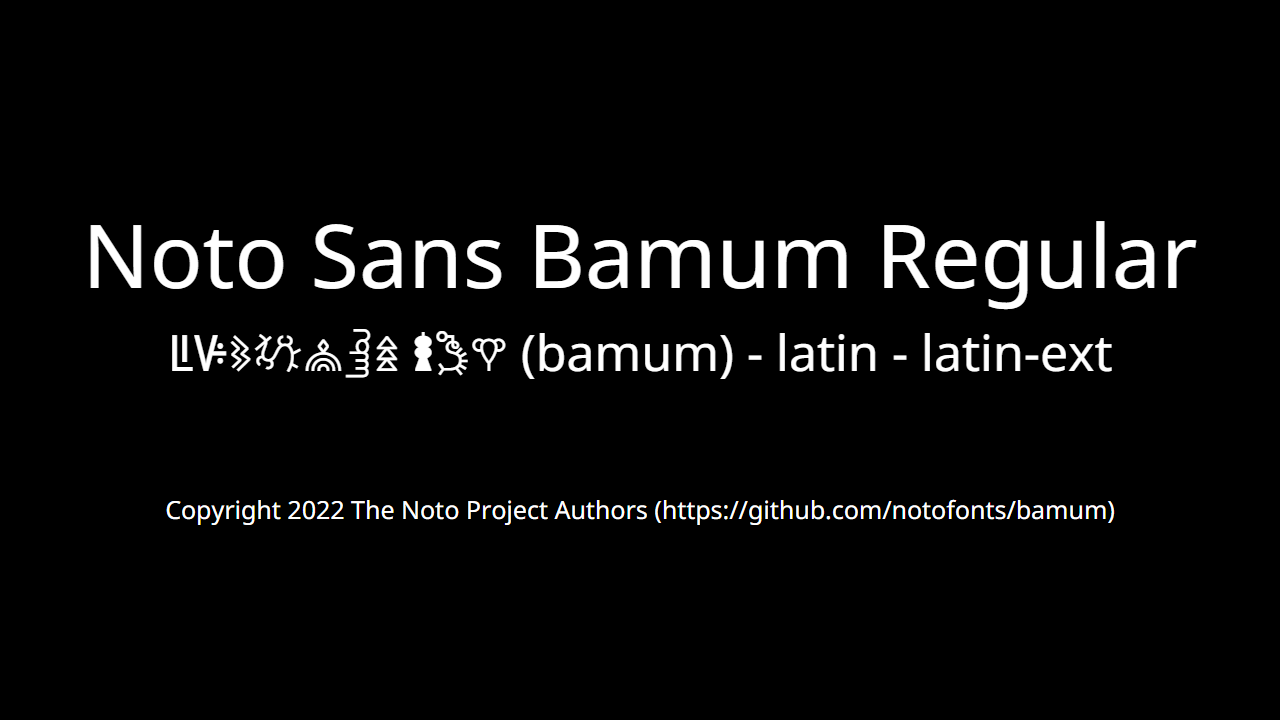 Noto Sans Bamum Regular
(bamum) - latin - latin-ext
Copyright 2022 The Noto Project Authors (https://github.com/notofonts/bamum)